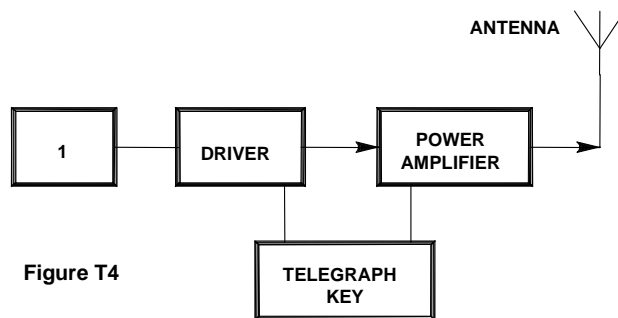 ANTENNA
1
DRIVER
POWER
AMPLIFIER
TELEGRAPH
KEY
Figure T4